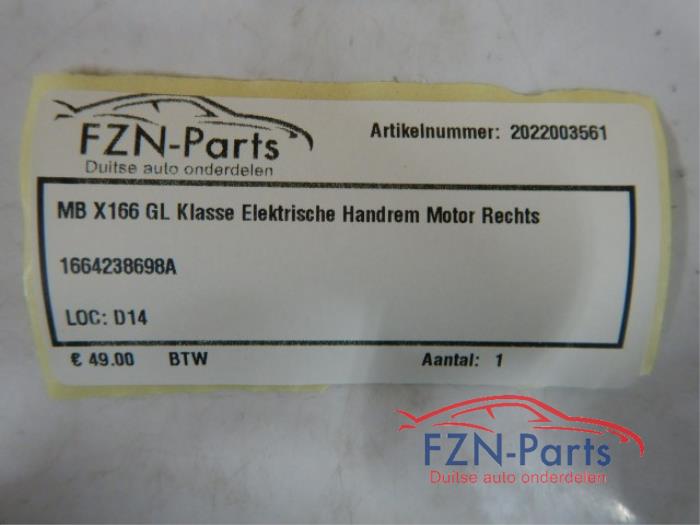 FZN-Parts
Duitse auto onderdelen
Artikelnummer: 2022003561
MB X166 GL Klasse Elektrische Handrem Motor Rechts
1664238698A
LOC: D14
€ 49.00 BTW Aantal: 1
FZN-Parts
Duitse auto onderdelen